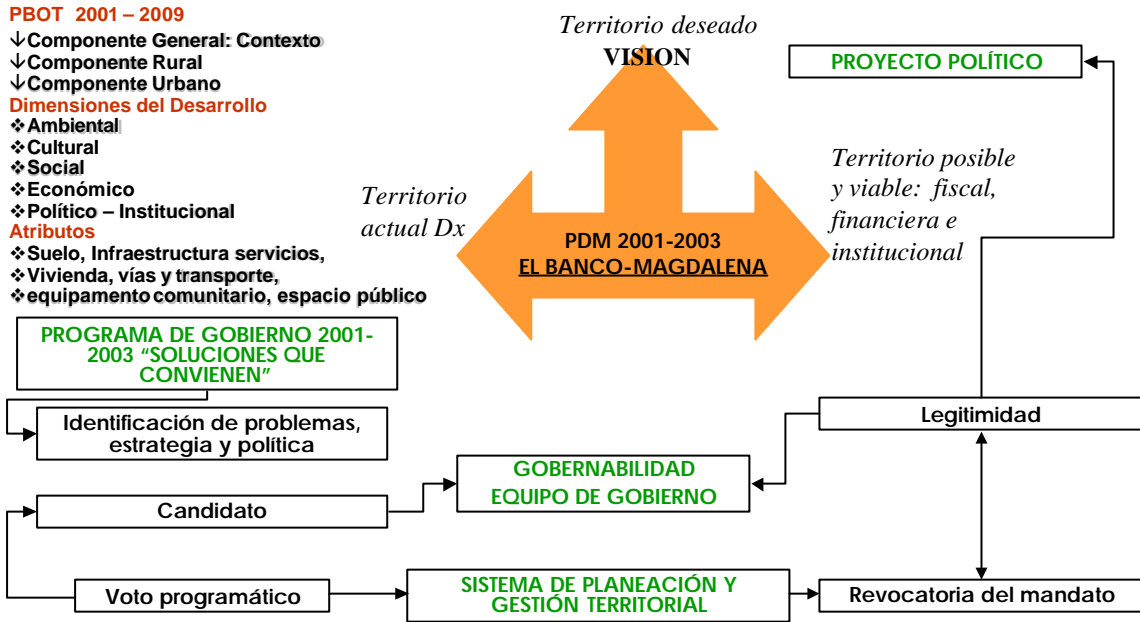 PBOT 2001 – 2009
↓Componente General: Contexto
↓Componente Rural
↓Componente Urbano
Dimensiones del Desarrollo
❖Ambiental
❖Cultural
❖Social
❖Económico
❖Político – Institucional
Atributos
❖Suelo, Infraestructura servicios,
❖Vivienda, vías y transporte,
❖equipamento comunitario, espacio público
Territorio deseado
VISION
PROYECTO POLÍTICO
Territorio
actual Dx
Territorio posible
y viable: fiscal,
financiera e
institucional
PDM 2001-2003
EL BANCO-MAGDALENA
PROGRAMA DE GOBIERNO 2001-
2003 “SOLUCIONES QUE
CONVIENEN”
Identificación de problemas,
estrategia y política
Legitimidad
GOBERNABILIDAD
EQUIPO DE GOBIERNO
Candidato
Voto programático
SISTEMA DE PLANEACIÓN Y
GESTIÓN TERRITORIAL
Revocatoria del mandato